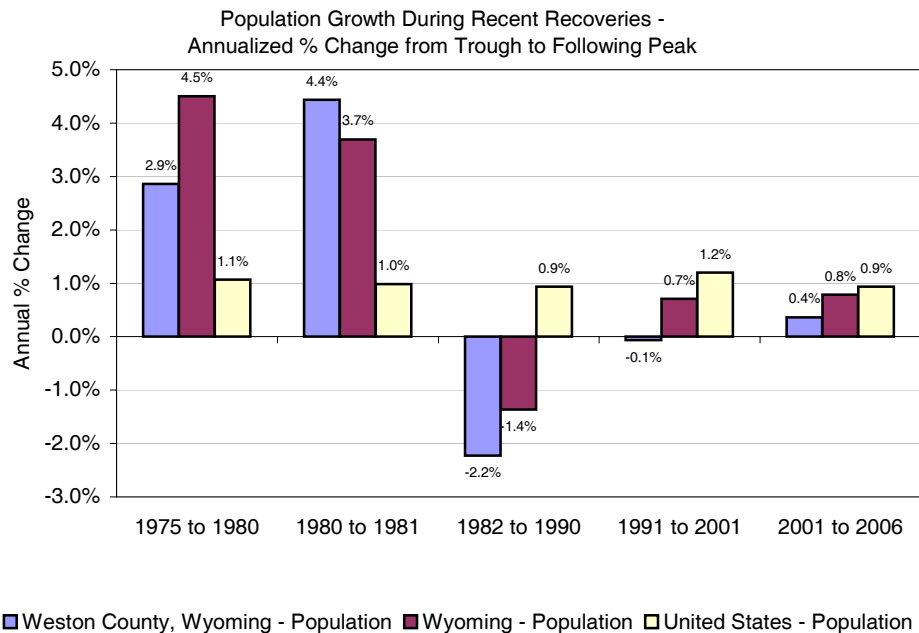 Population Growth During Recent Recoveries -
Annualized % Change from Trough to Following Peak
Annual % Change
5.0%
4.0%
3.0%
2.0%
1.0%
0.0%
-1.0%
-2.0%
-3.0%
2.9%
4.5%
1.1%
4.4%
3.7%
1.0%
-2.2%
-1.4%
0.9%
-0.1%
0.7%
1.2%
0.4%
0.8%
0.9%
1975 to 1980
1980 to 1981
1982 to 1990
1991 to 2001
2001 to 2006
Weston County, Wyoming - Population
Wyoming - Population
United States - Population